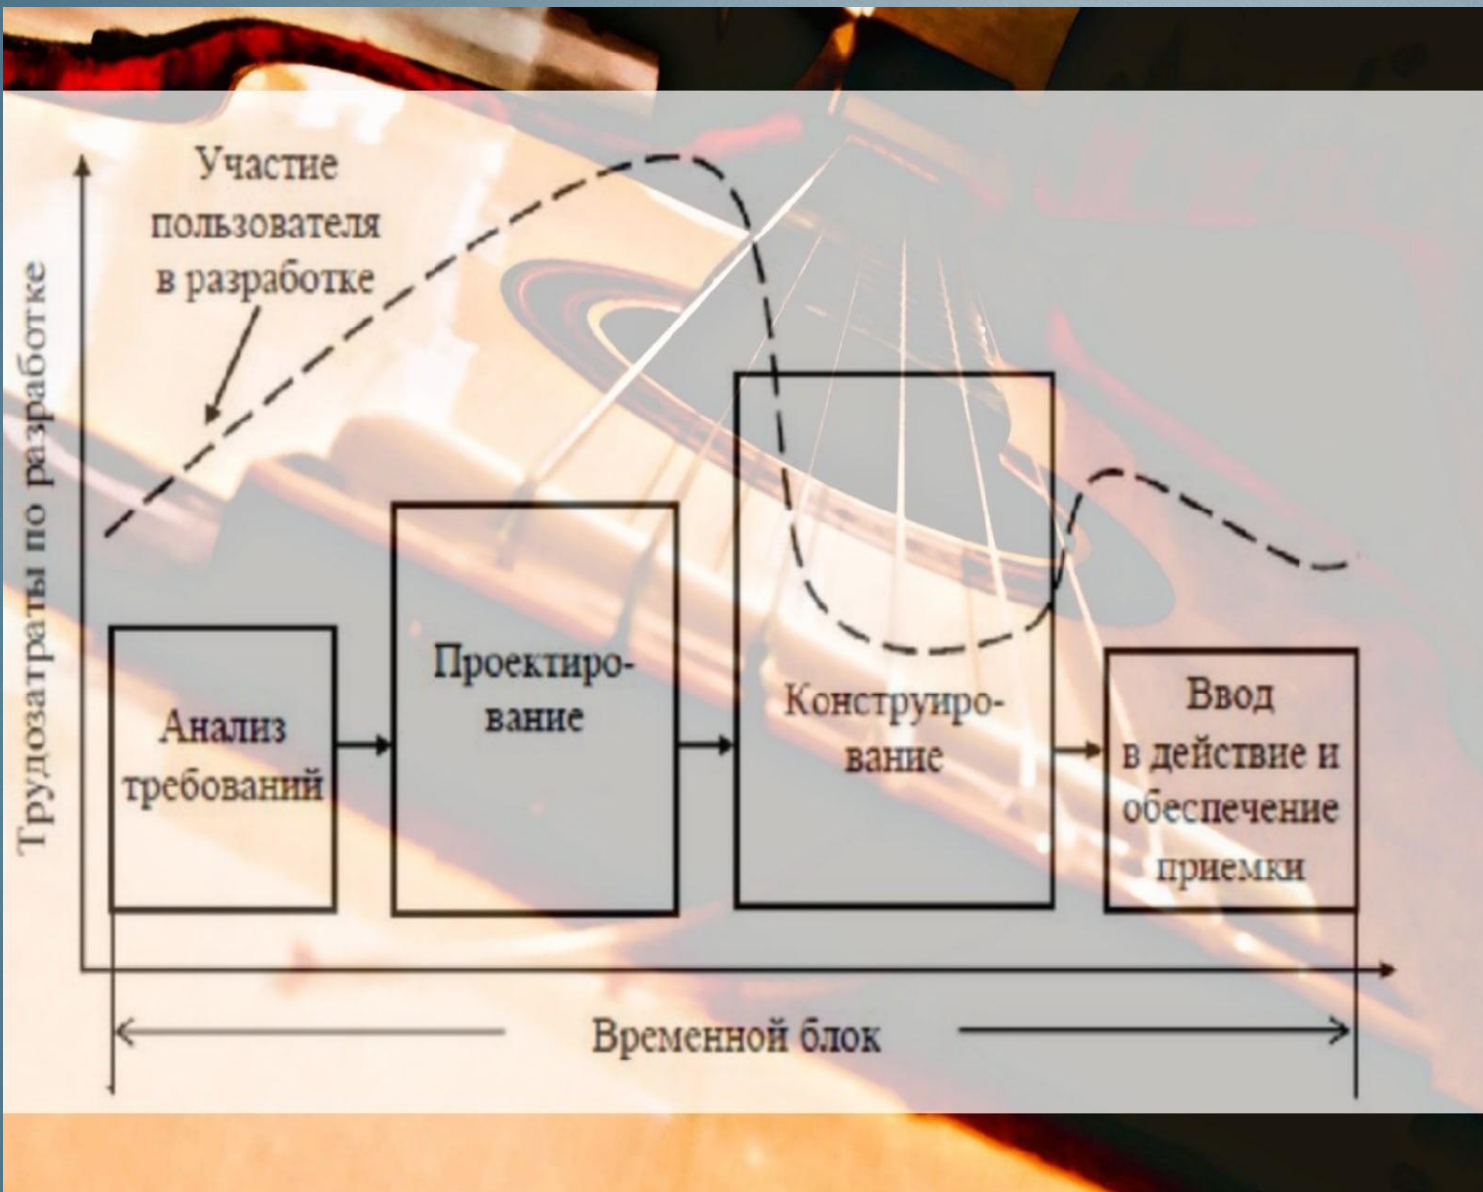 Участие
пользователя
в разработке
Трудозатраты по разработке
Анализ
требований
Проектиро-
вание
Конструиро-
вание
Ввод
в действие и
обеспечение
приемки
Временной блок